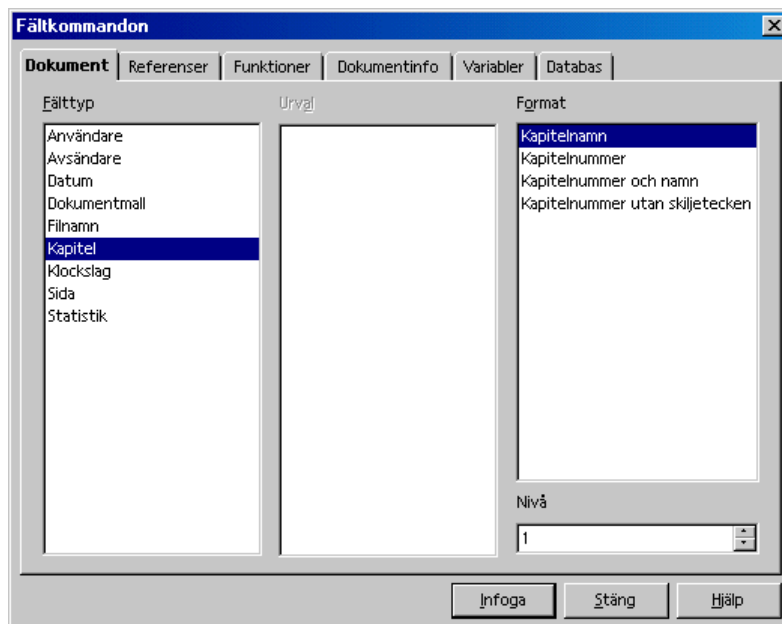 Fältkommandon
Dokument Referenser Funktioner Dokumentinfo Variabler Databas
Fälttyp
Användare
Avsändare
Datum
Dokumentmall
Filnamn
Kapitel
Klockslag
Sida
Statistik
Urval
Format
Kapitelnamn
Kapitelnummer
Kapitelnummer och namn
Kapitelnummer utan skiljetecken
Nivå
1
Infoga Stäng Hjälp